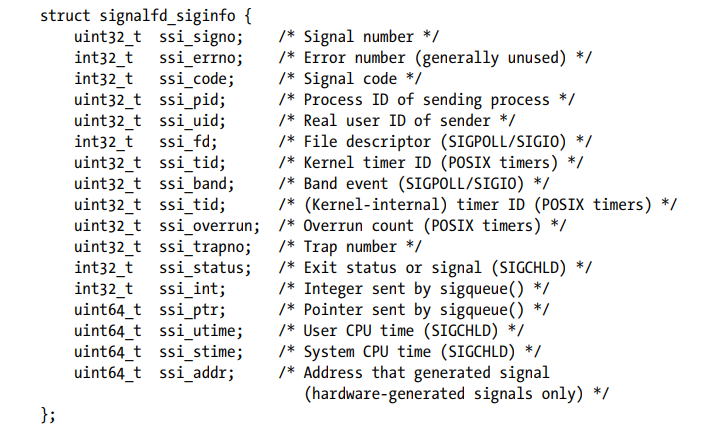 struct signalfd_siginfo {
    uint32_t  ssi_signo;    /* Signal number */
    int32_t   ssi_errno;    /* Error number (generally unused) */
    int32_t   ssi_code;     /* Signal code */
    uint32_t  ssi_pid;      /* Process ID of sending process */
    uint32_t  ssi_uid;      /* Real user ID of sender */
    int32_t   ssi_fd;       /* File descriptor (SIGPOLL/SIGIO) */
    uint32_t  ssi_tid;      /* Kernel timer ID (POSIX timers) */
    uint32_t  ssi_band;     /* Band event (SIGPOLL/SIGIO) */
    uint32_t  ssi_tid;      /* (Kernel-internal) timer ID (POSIX timers) */
    uint32_t  ssi_overrun;  /* Overrun count (POSIX timers) */
    uint32_t  ssi_trapno;   /* Trap number */
    int32_t   ssi_status;   /* Exit status or signal (SIGCHLD) */
    int32_t   ssi_int;      /* Integer sent by sigqueue() */
    uint64_t  ssi_ptr;      /* Pointer sent by sigqueue() */
    uint64_t  ssi_utime;    /* User CPU time (SIGCHLD) */
    uint64_t  ssi_stime;    /* System CPU time (SIGCHLD) */
    uint64_t  ssi_addr;     /* Address that generated signal
                               (hardware-generated signals only) */
};